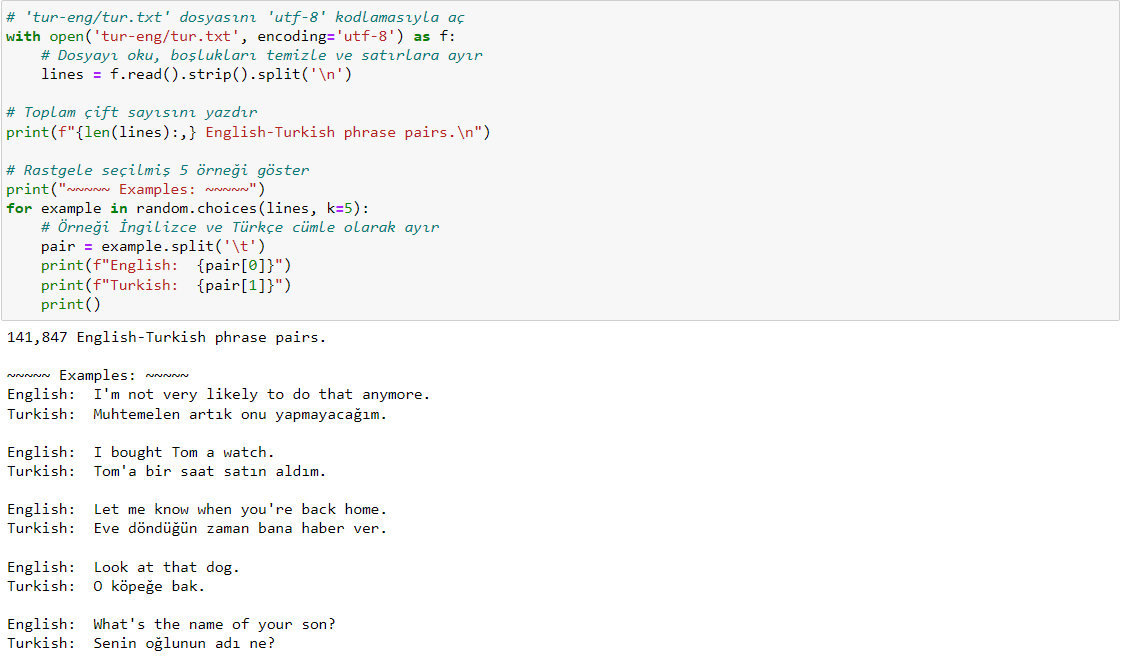 # 'tur-eng/tur.txt' dosyasını 'utf-8' kodlamasıyla aç
with open('tur-eng/tur.txt', encoding='utf-8') as f:
    # Dosyayı oku, boşlukları temizle ve satırlara ayır
    lines = f.read().strip().split('\n')
# Toplam çift sayısını yazdır
print(f"{len(lines):,} English-Turkish phrase pairs.\n")
# Rastgele seçilmiş 5 örneği göster
print("~~~~~ Examples: ~~~~~")
for example in random.choices(lines, k=5):
    # Örneği İngilizce ve Türkçe cümle olarak ayır
    pair = example.split('\t')
    print(f"English:  {pair[0]}")
    print(f"Turkish:  {pair[1]}")
    print()
141,847 English-Turkish phrase pairs.
~~~~~ Examples: ~~~~~
English:  I'm not very likely to do that anymore.
Turkish:  Muhtemelen artık onu yapmayacağım.
English:  I bought Tom a watch.
Turkish:  Tom'a bir saat satın aldım.
English:  Let me know when you're back home.
Turkish:  Eve döndüğün zaman bana haber ver.
English:  Look at that dog.
Turkish:  O köpeğe bak.
English:  What's the name of your son?
Turkish:  Senin oğlunun adı ne?